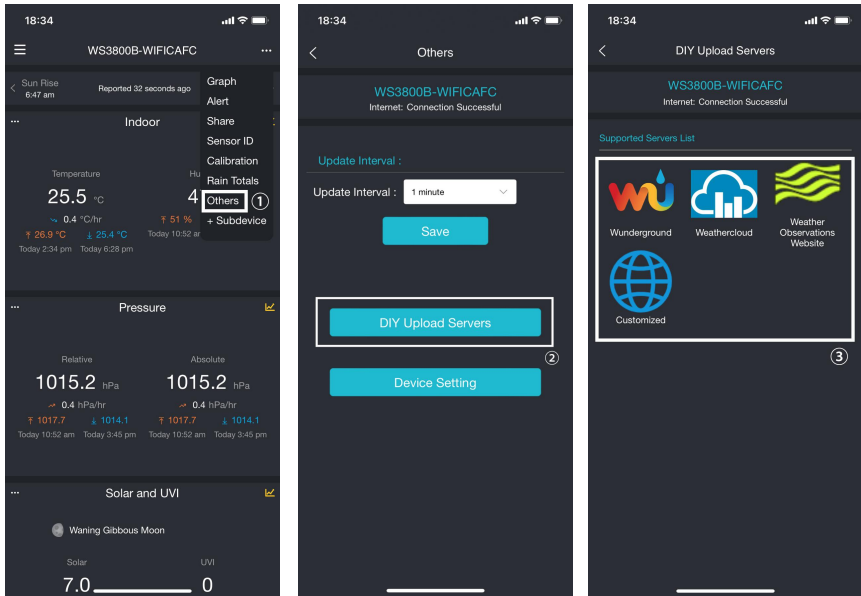 18:34
WS3800B-WIFICAFC
Sun Rise
6:47 am
Reported 32 seconds ago
Graph
Alert
Share
Sensor ID
Calibration
Rain Totals
Others ①
+ Subdevice
Indoor
Temperature
Hu
25.5 °C
4
0.4 °C/hr
51 %
26.9 °C 25.4 °C
Today 10:52 am
Today 2:34 pm Today 6:28 pm
Pressure
Relative Absolute
1015.2 hPa 1015.2 hPa
0.4 hPa/hr 0.4 hPa/hr
1017.7 1014.1 1017.7 1014.1
Today 10:52 am Today 3:45 pm Today 10:52 am Today 3:45 pm
Solar and UVI
Waning Gibbous Moon
Solar UVI
7.0 0
18:34
Others
WS3800B-WIFICAFC
Internet: Connection Successful
Update Interval :
Update Interval : 1 minute
Save
DIY Upload Servers
②
Device Setting
18:34
DIY Upload Servers
WS3800B-WIFICAFC
Internet: Connection Successful
Supported Servers List
wu
Wunderground
Weathercloud
Weather
Observations
Website
Customized
③